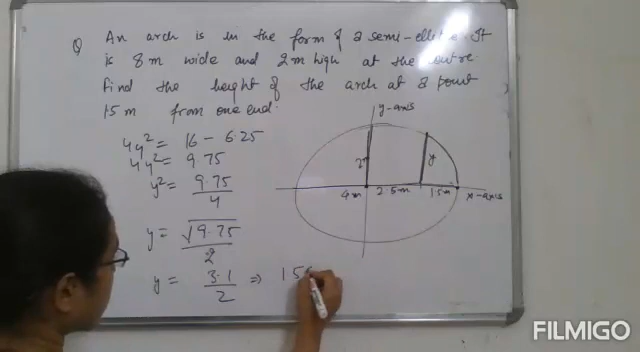 Q An arch is in the form of a semi-ellipse. It
is 8m wide and 2m high at the centre
Find the height of the arch at a point
1.5 m from one end.
4y² = 16 - 6.25
4y² = 9.75
y² = 9.75
4
y = √9.75
2
y = 3.1 ⇒ 1.5
2
y-axis
2
y
4m 2.5m 1.5m x-axis
FILMIGO